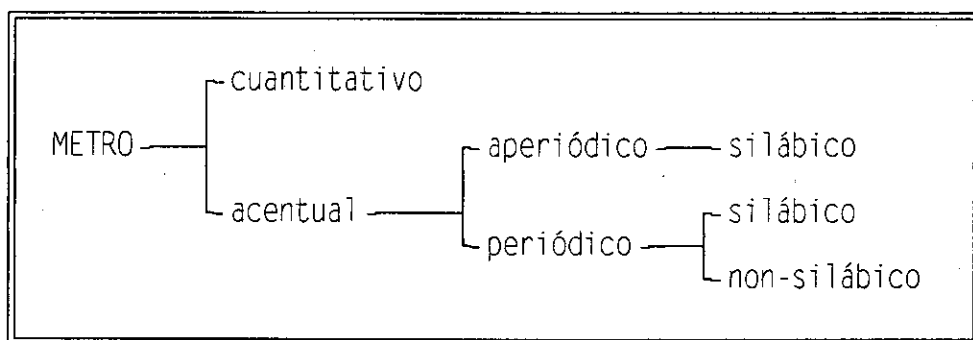 cuantitativo
METRO
aperiódico
silábico
acentual
silábico
periódico
non-silábico